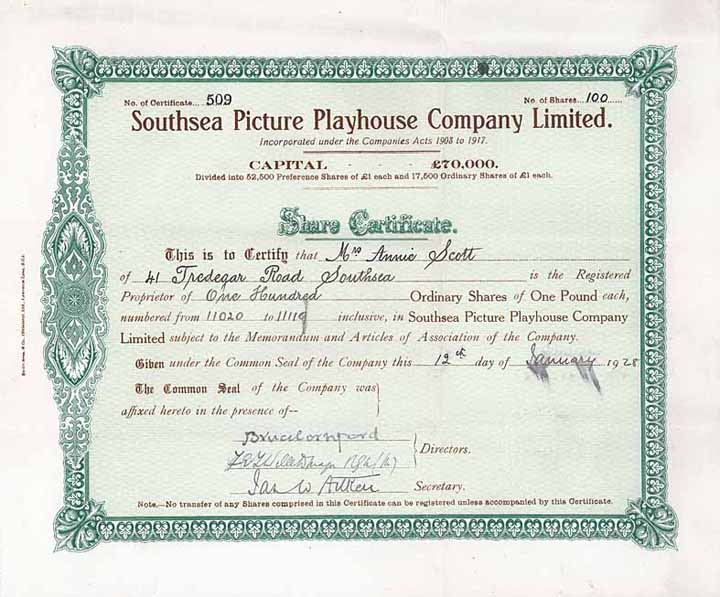 No. of Certificate... 509 No. of Shares... 100......
Southsea Picture Playhouse Company Limited.
Incorporated under the Companies Acts 1908 to 1917.
CAPITAL - - - £70,000.
Divided into 52,500 Preference Shares of £1 each and 17,500 Ordinary Shares of £1 each.
Share Certificate.
This is to Certify that Mrs Annie Scott
of 41 Tredegar Road Southsea is the Registered
Proprietor of One Hundred Ordinary Shares of One Pound each,
numbered from 11020 to 11119 inclusive, in Southsea Picture Playhouse Company
Limited subject to the Memorandum and Articles of Association of the Company.
Given under the Common Seal of the Company this 12th day of January 1928
The Common Seal of the Company was
affixed hereto in the presence of--
Directors.
Secretary.
Note.—No transfer of any Shares comprised in this Certificate can be registered unless accompanied by this Certificate.